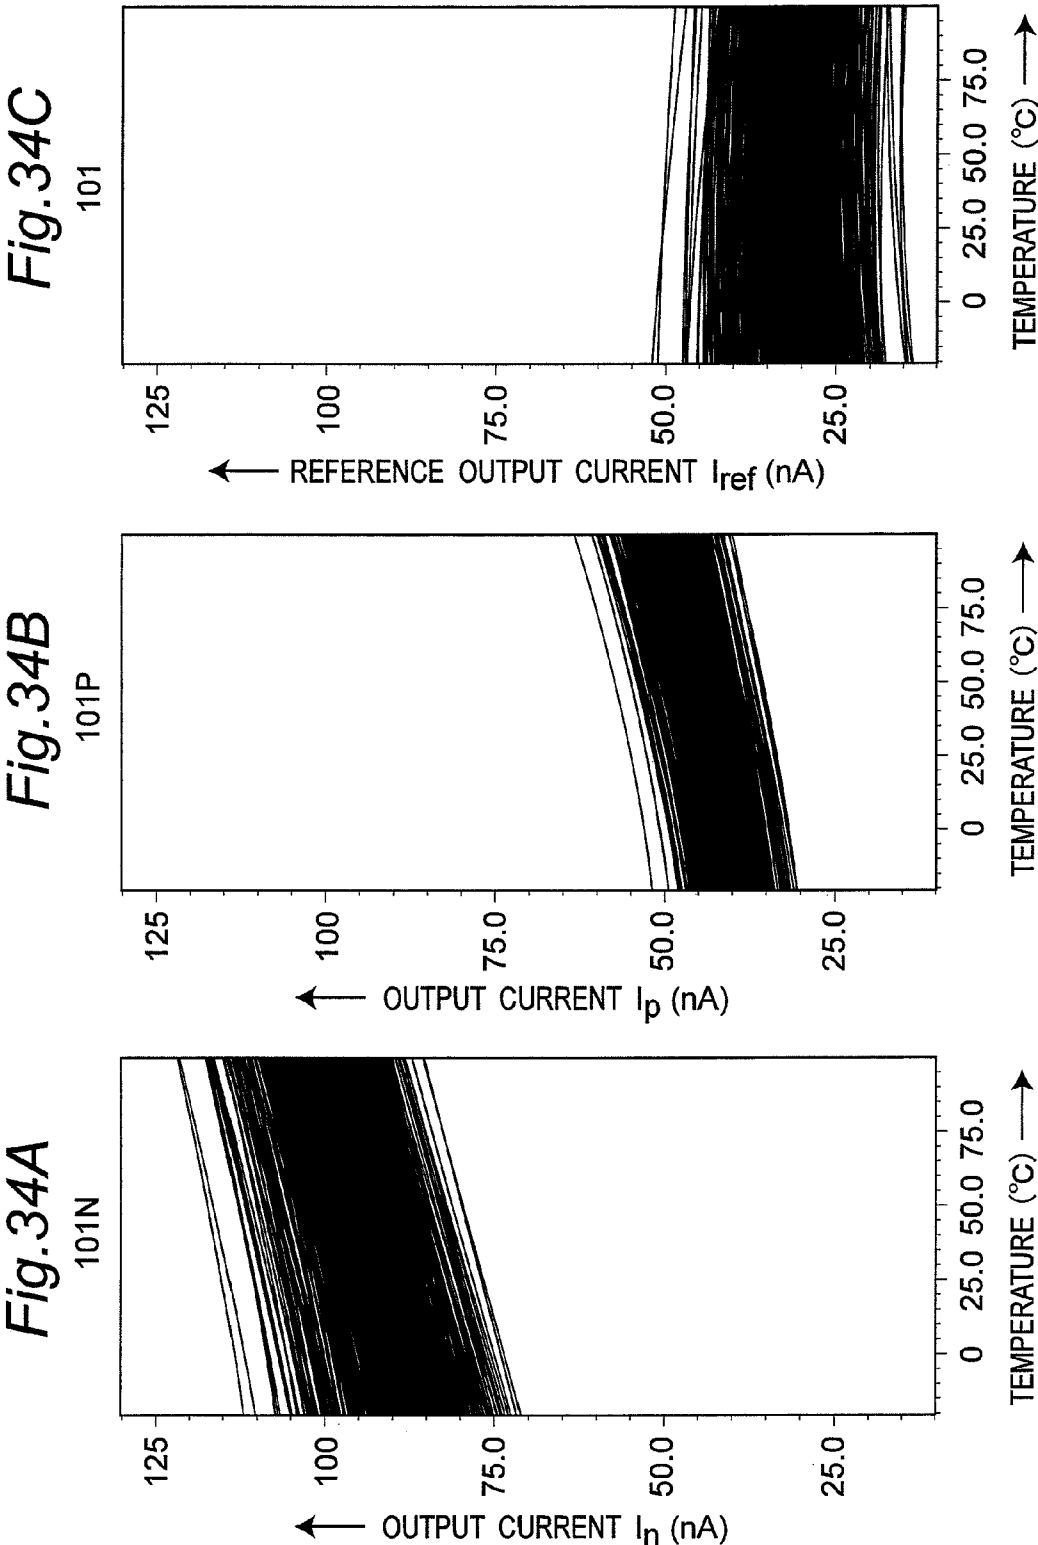 Fig.34A
101N
125
100
75.0
50.0
25.0
OUTPUT CURRENT In (nA)
0 25.0 50.0 75.0
TEMPERATURE (°C)
Fig.34B
101P
125
100
75.0
50.0
25.0
OUTPUT CURRENT Ip (nA)
0 25.0 50.0 75.0
TEMPERATURE (°C)
Fig.34C
101
125
100
75.0
50.0
25.0
REFERENCE OUTPUT CURRENT Iref (nA)
0 25.0 50.0 75.0
TEMPERATURE (°C)